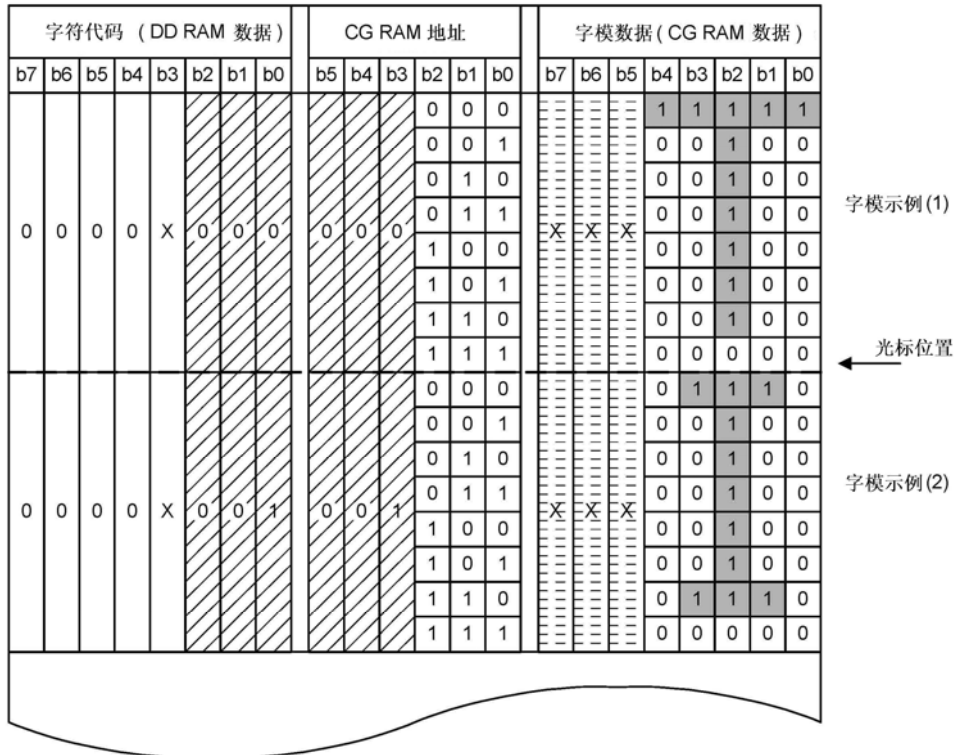 字符代码 (DD RAM 数据) CG RAM 地址 字模数据(CG RAM 数据)
b7 b6 b5 b4 b3 b2 b1 b0 b5 b4 b3 b2 b1 b0 b7 b6 b5 b4 b3 b2 b1 b0
0 0 0 1 1 1 1 1
0 0 1 0 0 1 0 0
0 1 0 0 0 1 0 0
字模示例(1)
0 1 1 0 0 1 0 0
0 0 0 0 X 0 0 0 0 0 0 X X X
1 0 0 0 0 1 0 0
1 0 1 0 0 1 0 0
1 1 0 0 0 1 0 0
1 1 1 0 0 0 0 0
光标位置
0 0 0 0 1 1 1 0
0 0 1 0 0 1 0 0
0 1 0 0 0 1 0 0
字模示例(2)
0 1 1 0 0 1 0 0
0 0 0 0 X 0 0 1 0 0 1 X X X
1 0 0 0 0 1 0 0
1 0 1 0 0 1 0 0
1 1 0 0 1 1 1 0
1 1 1 0 0 0 0 0